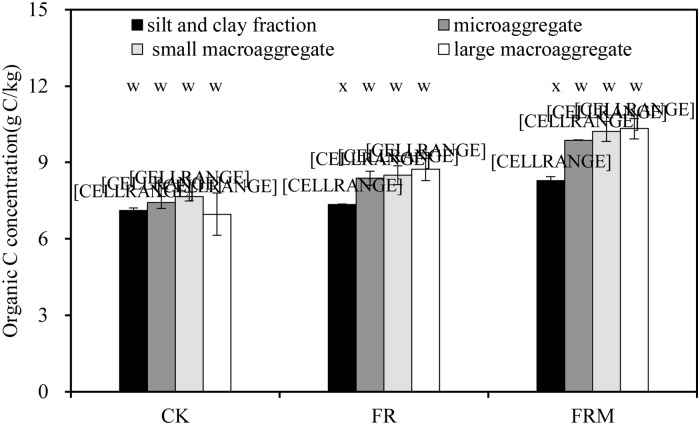 15
12
9
6
3
0
Organic C concentration(g C/kg)
silt and clay fraction
microaggregate
small macroaggregate
large macroaggregate
w w w w
x w w w
x w w w
[CELLRANGE]
[CELLRANGE]
[CELLRANGE]
[CELLRANGE]
[CELLRANGE]
[CELLRANGE]
[CELLRANGE]
[CELLRANGE]
[CELLRANGE]
[CELLRANGE]
[CELLRANGE]
[CELLRANGE]
CK
FR
FRM